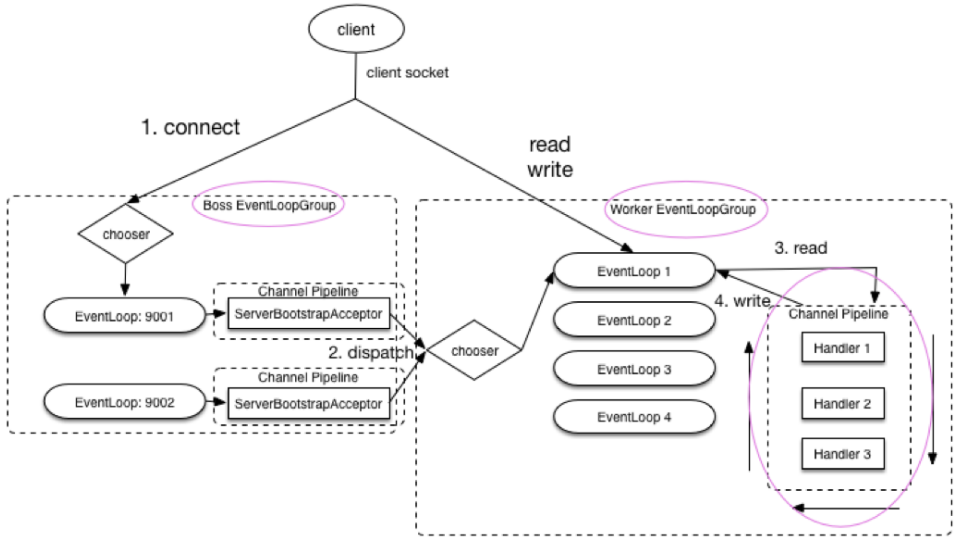 client
client socket
1. connect
read
write
Boss EventLoopGroup
Worker EventLoopGroup
chooser
3. read
EventLoop 1
Channel Pipeline
4. write
EventLoop: 9001
ServerBootstrapAcceptor
Channel Pipeline
EventLoop 2
2. dispatch
chooser
Handler 1
EventLoop 3
Channel Pipeline
EventLoop: 9002
ServerBootstrapAcceptor
Handler 2
EventLoop 4
Handler 3